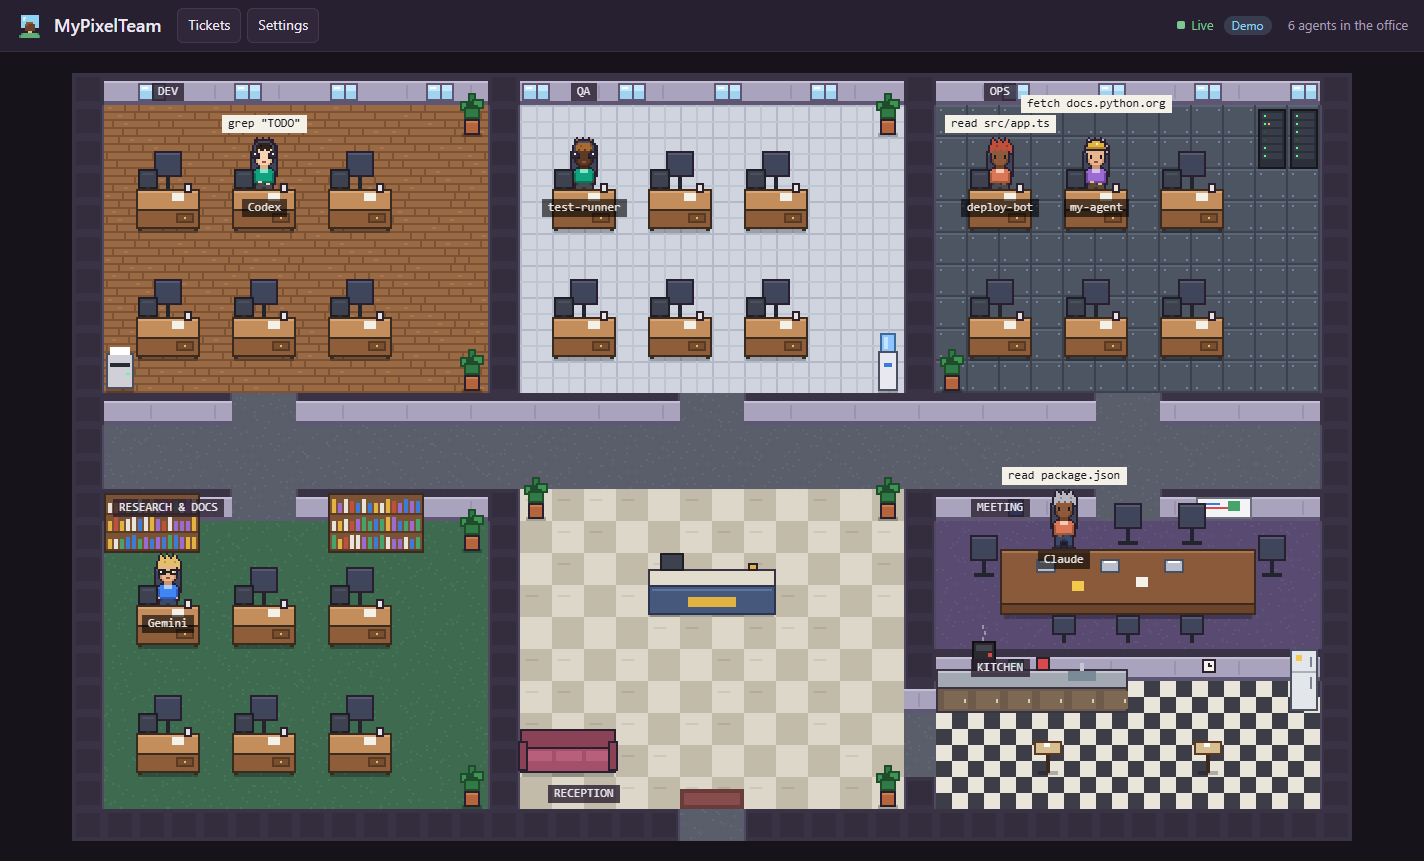 MyPixelTeam
Tickets
Settings
Live
Demo
6 agents in the office
DEV
QA
OPS
fetch docs.python.org
grep "TODO"
read src/app.ts
Codex
test-runner
deploy-bot
my-agent
read package.json
RESEARCH & DOCS
MEETING
Claude
Gemini
KITCHEN
RECEPTION